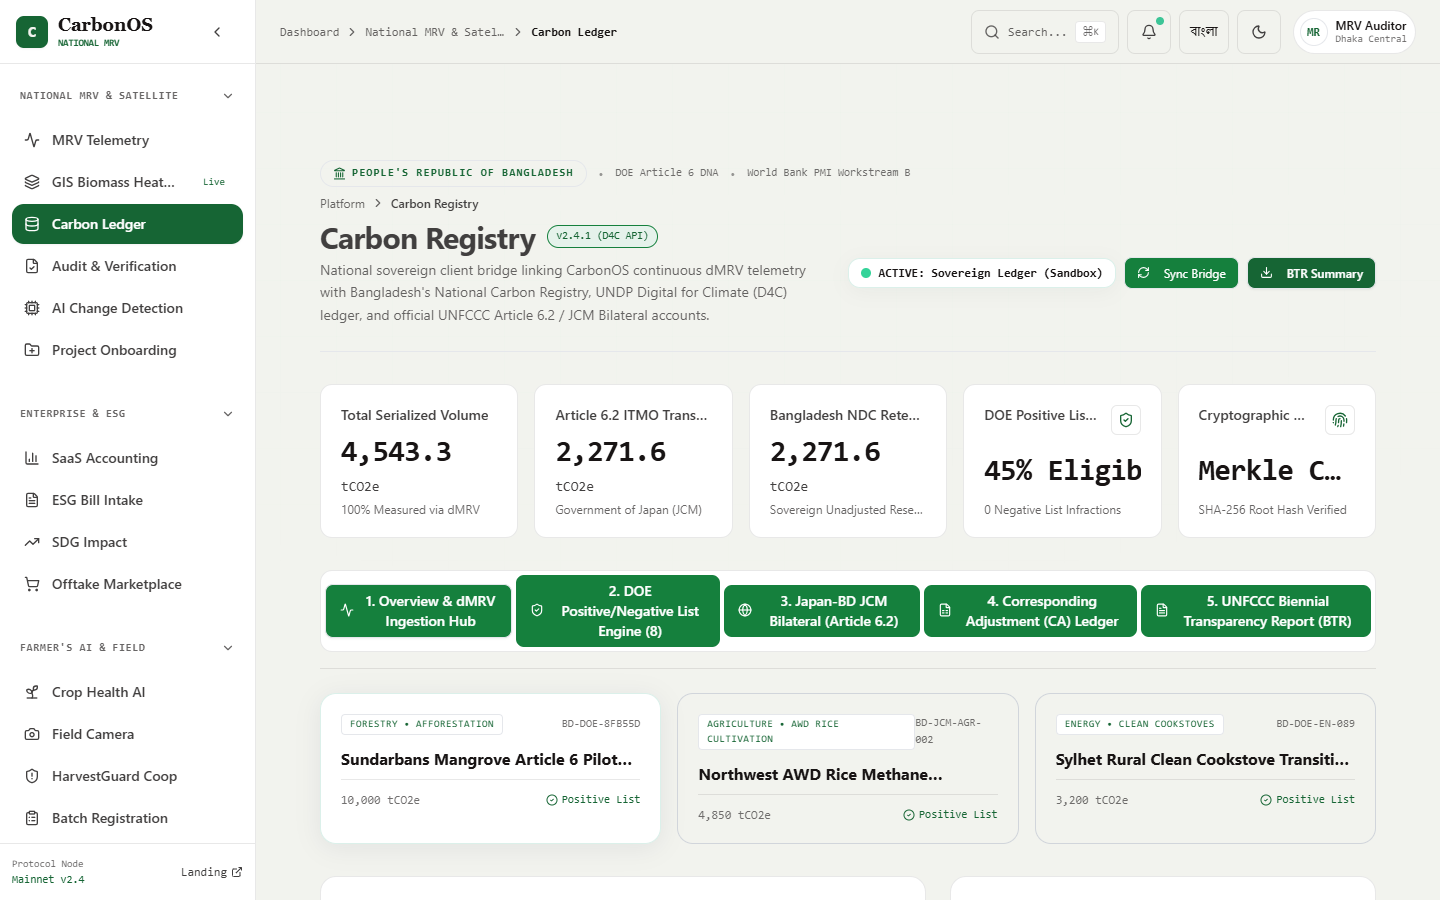 C
CarbonOS
NATIONAL MRV
NATIONAL MRV & SATELLITE
MRV Telemetry
GIS Biomass Heat...
Live
Carbon Ledger
Audit & Verification
AI Change Detection
Project Onboarding
ENTERPRISE & ESG
SaaS Accounting
ESG Bill Intake
SDG Impact
Offtake Marketplace
FARMER'S AI & FIELD
Crop Health AI
Field Camera
HarvestGuard Coop
Batch Registration
Protocol Node
Mainnet v2.4
Landing
Dashboard > National MRV & Satel… > Carbon Ledger
Search... ⌘K
বাংলা
MR
MRV Auditor
Dhaka Central
PEOPLE'S REPUBLIC OF BANGLADESH • DOE Article 6 DNA • World Bank PMI Workstream B
Platform > Carbon Registry
Carbon Registry
v2.4.1 (D4C API)
National sovereign client bridge linking CarbonOS continuous dMRV telemetry
with Bangladesh's National Carbon Registry, UNDP Digital for Climate (D4C)
ledger, and official UNFCCC Article 6.2 / JCM Bilateral accounts.
ACTIVE: Sovereign Ledger (Sandbox)
Sync Bridge
BTR Summary
Total Serialized Volume
4,543.3
tCO2e
100% Measured via dMRV
Article 6.2 ITMO Trans...
2,271.6
tCO2e
Government of Japan (JCM)
Bangladesh NDC Rete...
2,271.6
tCO2e
Sovereign Unadjusted Rese...
DOE Positive Lis...
45% Eligib
0 Negative List Infractions
Cryptographic ...
Merkle C…
SHA-256 Root Hash Verified
1. Overview & dMRV
Ingestion Hub
2. DOE
Positive/Negative List
Engine (8)
3. Japan-BD JCM
Bilateral (Article 6.2)
4. Corresponding
Adjustment (CA) Ledger
5. UNFCCC Biennial
Transparency Report (BTR)
FORESTRY • AFFORESTATION
BD-DOE-8FB55D
Sundarbans Mangrove Article 6 Pilot...
10,000 tCO2e
Positive List
AGRICULTURE • AWD RICE
CULTIVATION
BD-JCM-AGR-
002
Northwest AWD Rice Methane...
4,850 tCO2e
Positive List
ENERGY • CLEAN COOKSTOVES
BD-DOE-EN-089
Sylhet Rural Clean Cookstove Transiti...
3,200 tCO2e
Positive List